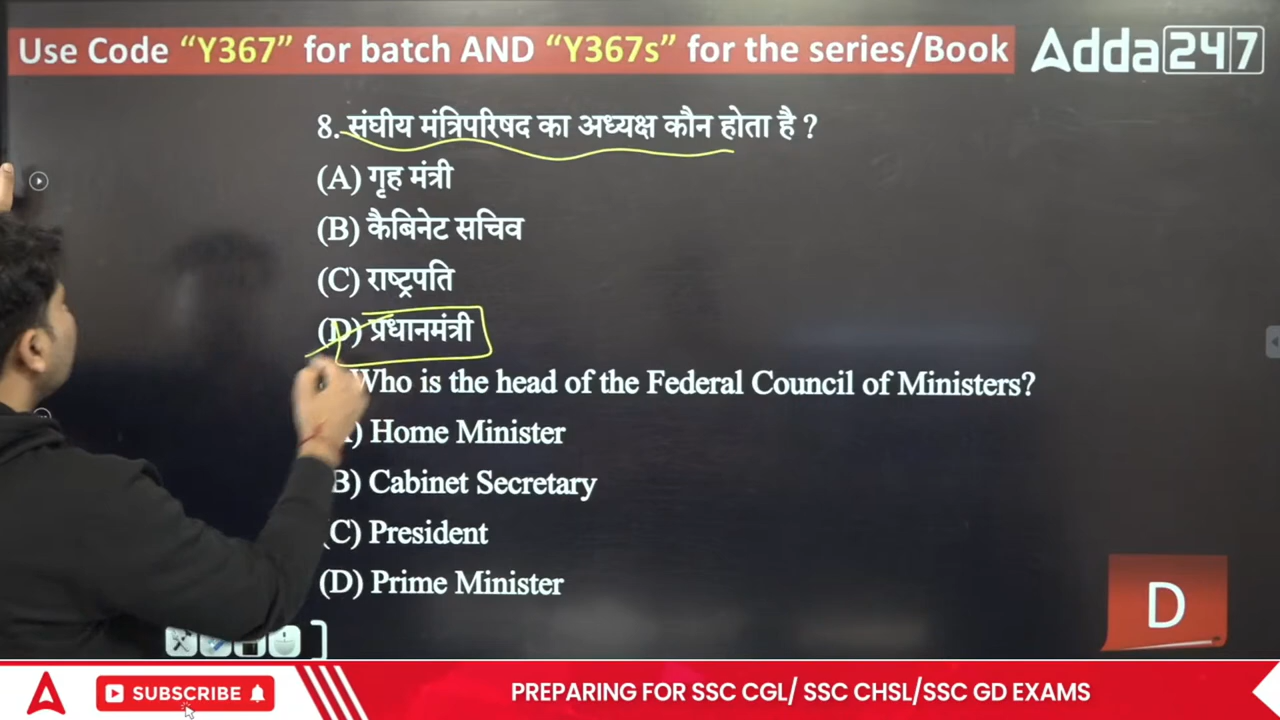 Use Code “Y367” for batch AND “Y367s” for the series/Book
Adda247
8. संघीय मंत्रिपरिषद का अध्यक्ष कौन होता है ?
(A) गृह मंत्री
(B) कैबिनेट सचिव
(C) राष्ट्रपति
(D) प्रधानमंत्री
Who is the head of the Federal Council of Ministers?
) Home Minister
B) Cabinet Secretary
(C) President
(D) Prime Minister
D
SUBSCRIBE
PREPARING FOR SSC CGL/ SSC CHSL/SSC GD EXAMS